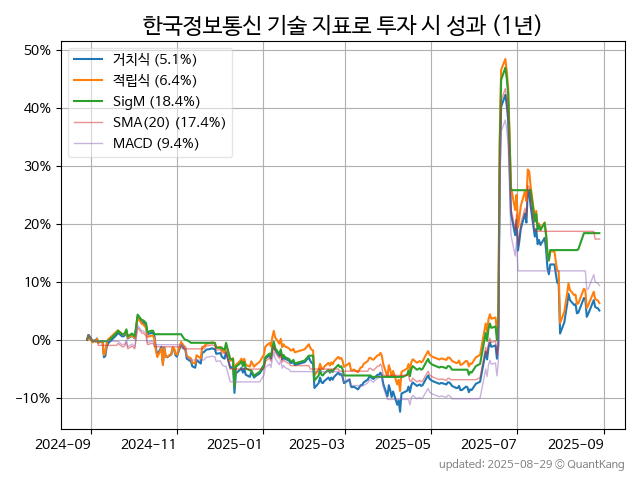 한국정보통신 기술 지표로 투자 시 성과 (1년)
거치식 (5.1%)
적립식 (6.4%)
SigM (18.4%)
SMA(20) (17.4%)
MACD (9.4%)
50%
40%
30%
20%
10%
0%
−10%
2024-09 2024-11 2025-01 2025-03 2025-05 2025-07 2025-09
updated: 2025-08-29 © QuantKang